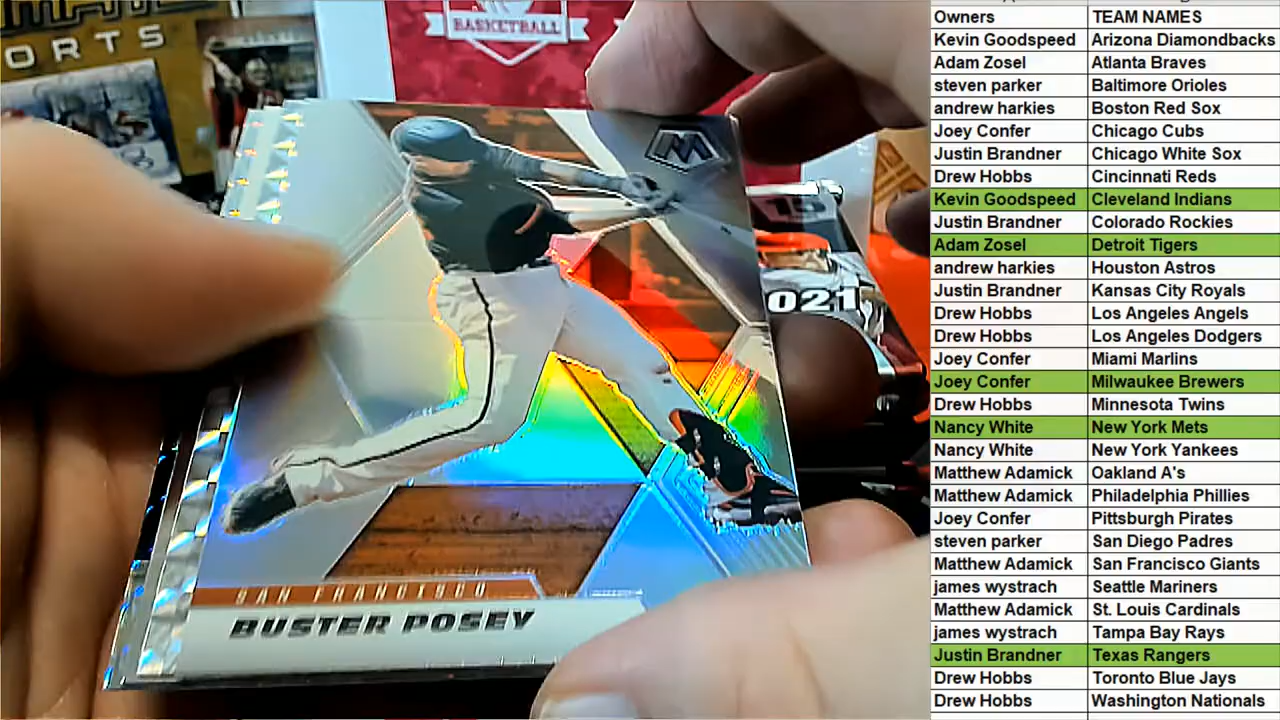 ORTS
BASKETBALL
15
021
SAN FRANCISCO
BUSTER POSEY
Owners TEAM NAMES
Kevin Goodspeed Arizona Diamondbacks
Adam Zosel Atlanta Braves
steven parker Baltimore Orioles
andrew harkies Boston Red Sox
Joey Confer Chicago Cubs
Justin Brandner Chicago White Sox
Drew Hobbs Cincinnati Reds
Kevin Goodspeed Cleveland Indians
Justin Brandner Colorado Rockies
Adam Zosel Detroit Tigers
andrew harkies Houston Astros
Justin Brandner Kansas City Royals
Drew Hobbs Los Angeles Angels
Drew Hobbs Los Angeles Dodgers
Joey Confer Miami Marlins
Joey Confer Milwaukee Brewers
Drew Hobbs Minnesota Twins
Nancy White New York Mets
Nancy White New York Yankees
Matthew Adamick Oakland A's
Matthew Adamick Philadelphia Phillies
Joey Confer Pittsburgh Pirates
steven parker San Diego Padres
Matthew Adamick San Francisco Giants
james wystrach Seattle Mariners
Matthew Adamick St. Louis Cardinals
james wystrach Tampa Bay Rays
Justin Brandner Texas Rangers
Drew Hobbs Toronto Blue Jays
Drew Hobbs Washington Nationals